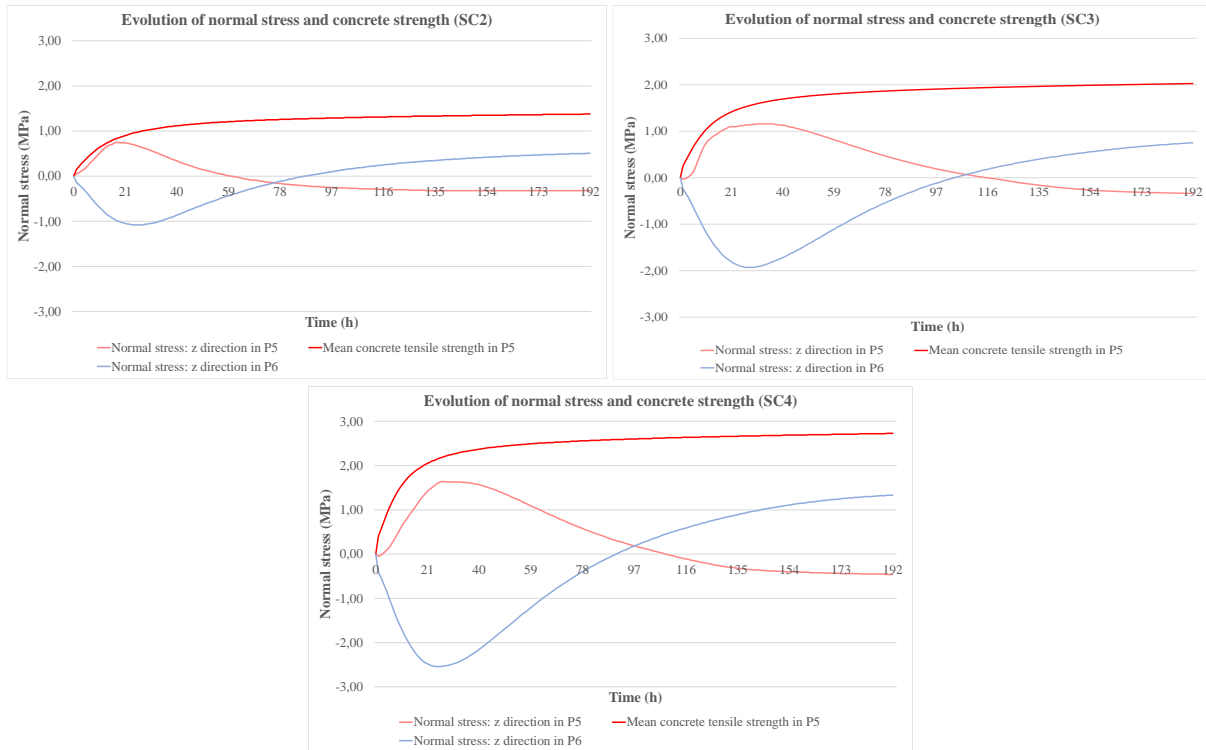 Evolution of normal stress and concrete strength (SC2)
Normal stress (MPa)
3,00
2,00
1,00
0,00
-1,00
-2,00
-3,00
0 21 40 59 78 97 116 135 154 173 192
Time (h)
Normal stress: z direction in P5
Mean concrete tensile strength in P5
Normal stress: z direction in P6
Evolution of normal stress and concrete strength (SC3)
Normal stress (MPa)
3,00
2,00
1,00
0,00
-1,00
-2,00
-3,00
0 21 40 59 78 97 116 135 154 173 192
Time (h)
Normal stress: z direction in P5
Mean concrete tensile strength in P5
Normal stress: z direction in P6
Evolution of normal stress and concrete strength (SC4)
Normal stress (MPa)
3,00
2,00
1,00
0,00
-1,00
-2,00
-3,00
0 21 40 59 78 97 116 135 154 173 192
Time (h)
Normal stress: z direction in P5
Mean concrete tensile strength in P5
Normal stress: z direction in P6